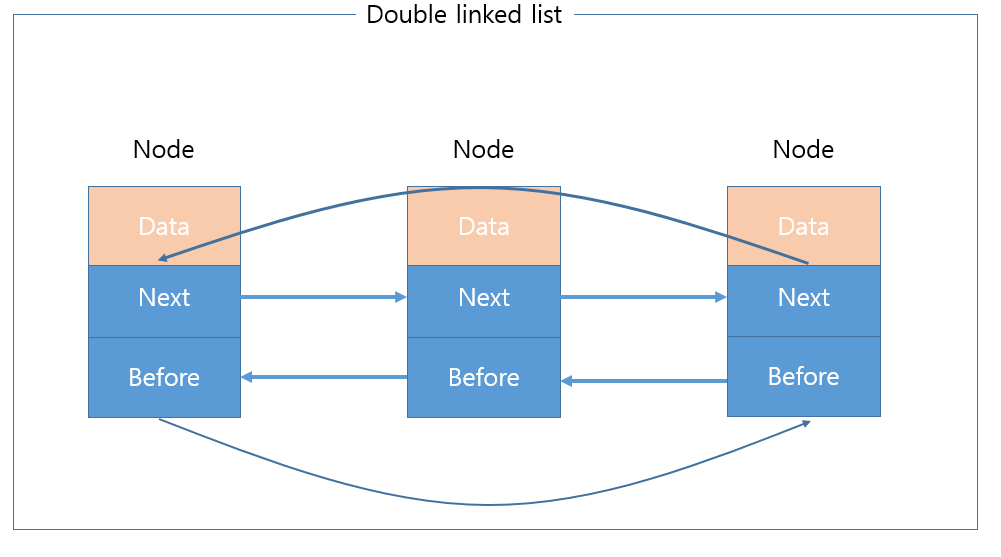 Double linked list
Node
Node
Node
Data
Data
Data
Next
Next
Next
Before
Before
Before